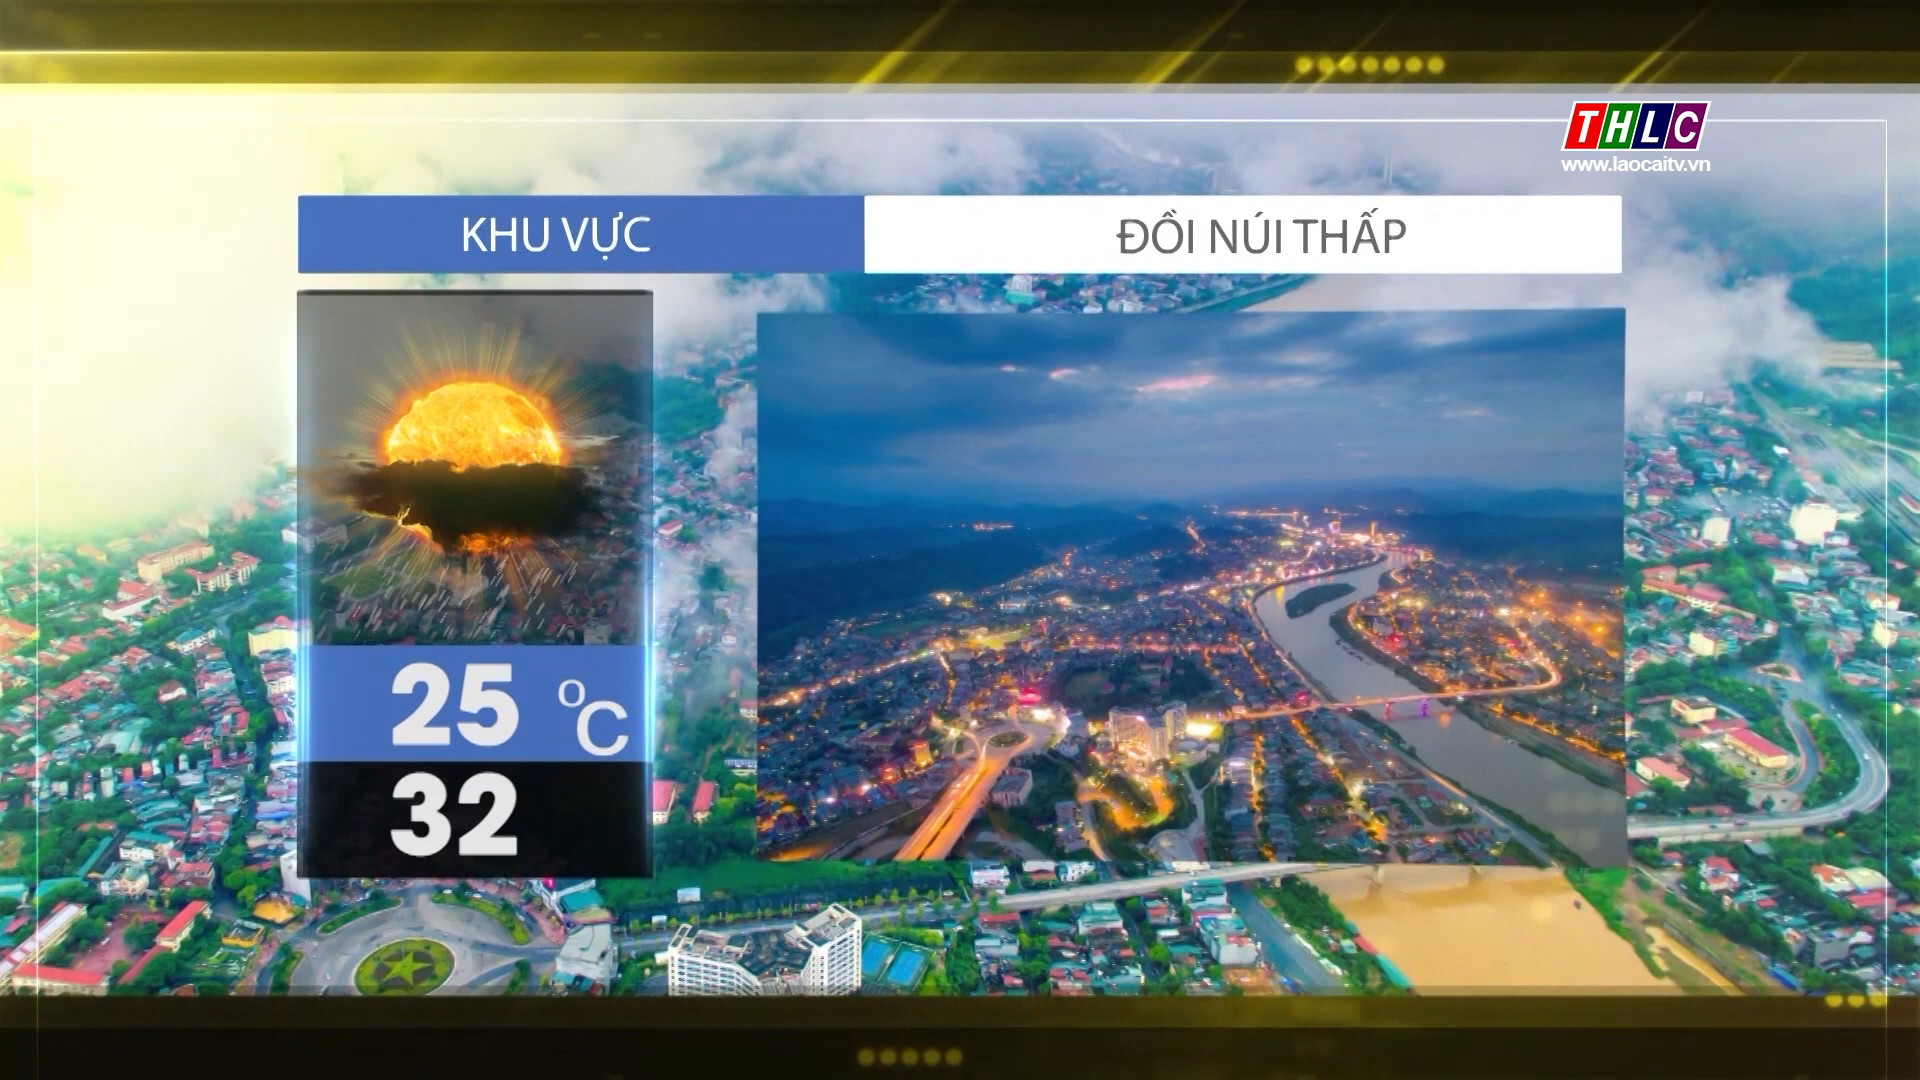 THLC
www.laocaitv.vn
KHU VỰC
ĐỒI NÚI THẤP
25 °C
32